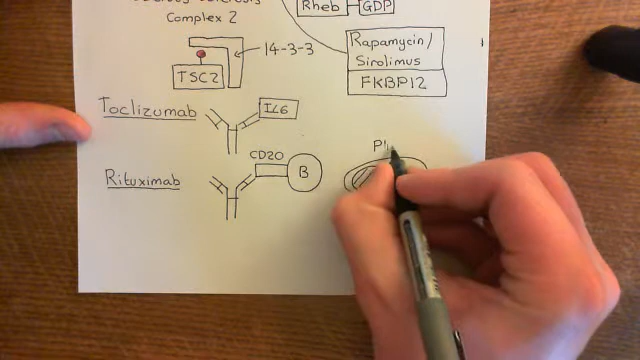 Complex 2
Rheb GDP
14-3-3
TSC2
Rapamycin/
Sirolimus
FKBP12
Toclizumab
IL6
Rituximab
CD20
B